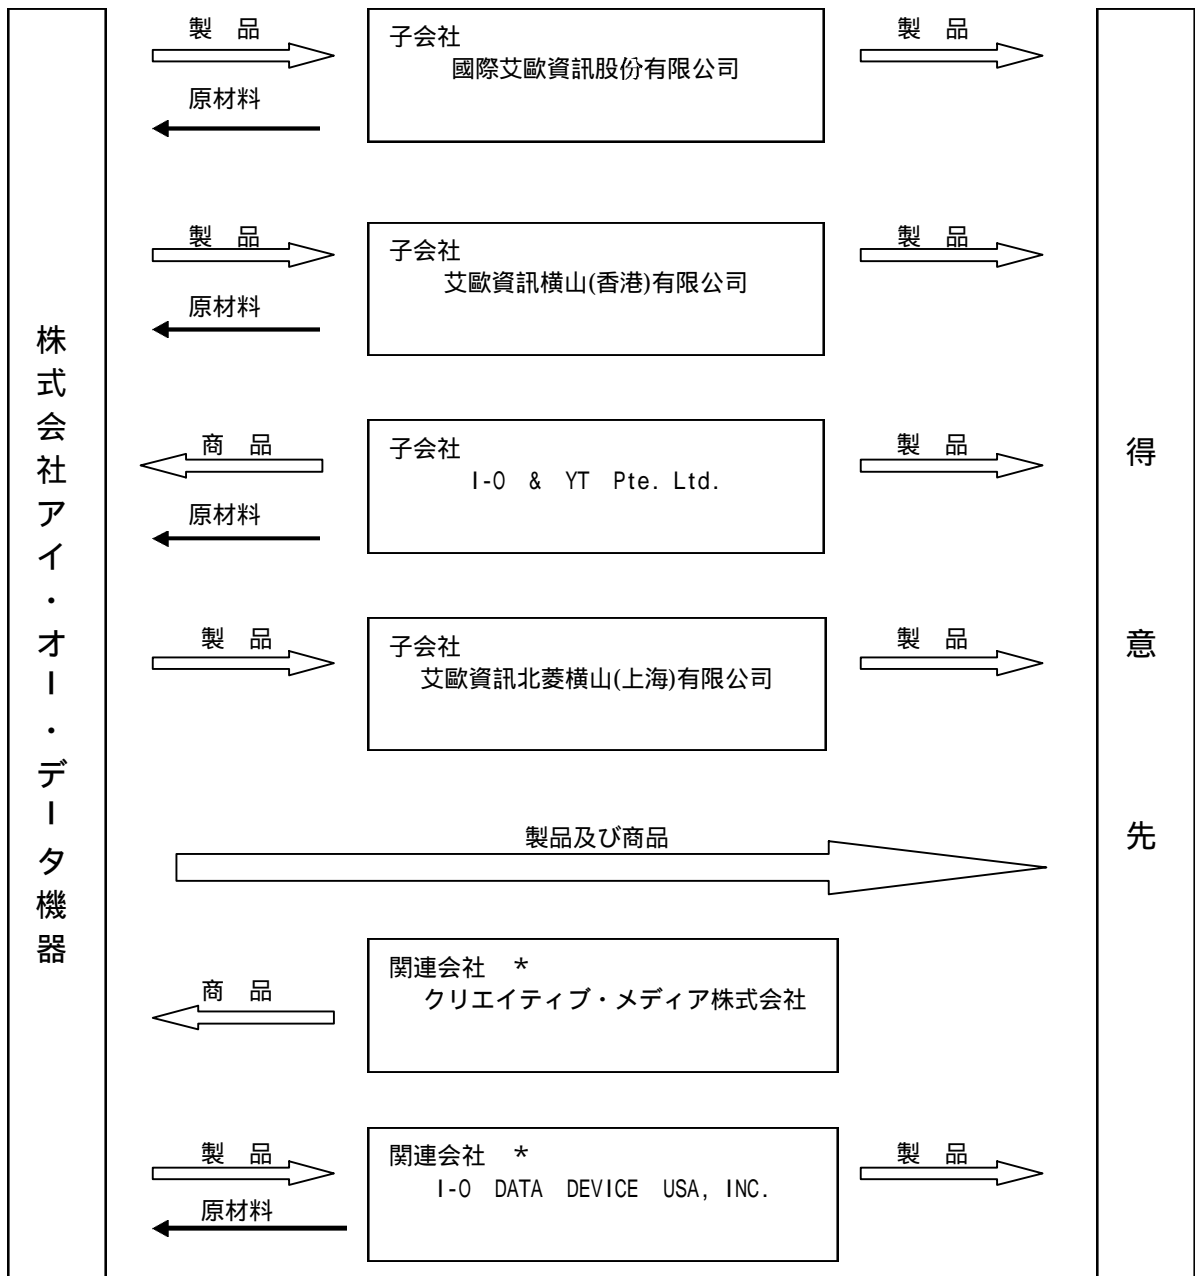 株式会社アイ・オー・データ機器
製　品
原材料
子会社
國際艾歐資訊股份有限公司
製　品
製　品
原材料
子会社
艾歐資訊横山(香港)有限公司
製　品
商　品
原材料
子会社
I-O & YT Pte. Ltd.
製　品
製　品
子会社
艾歐資訊北菱横山(上海)有限公司
製　品
製品及び商品
商　品
関連会社　*
クリエイティブ・メディア株式会社
製　品
原材料
関連会社　*
I-O DATA DEVICE USA, INC.
製　品
得意先